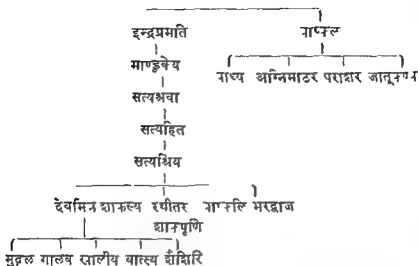 इन्द्रप्रमति बाष्कल
माण्डूकेय बोध्य अग्निमाठर पराशर जातूकर्ण्य
सत्यश्रवा
सत्यहित
सत्यश्रिय
देवमित्र शाकल्य रथीतर बाष्कलि भरद्वाज
शाकपूणि
मुद्गल गालव खालीय वात्स्य शैशिरि